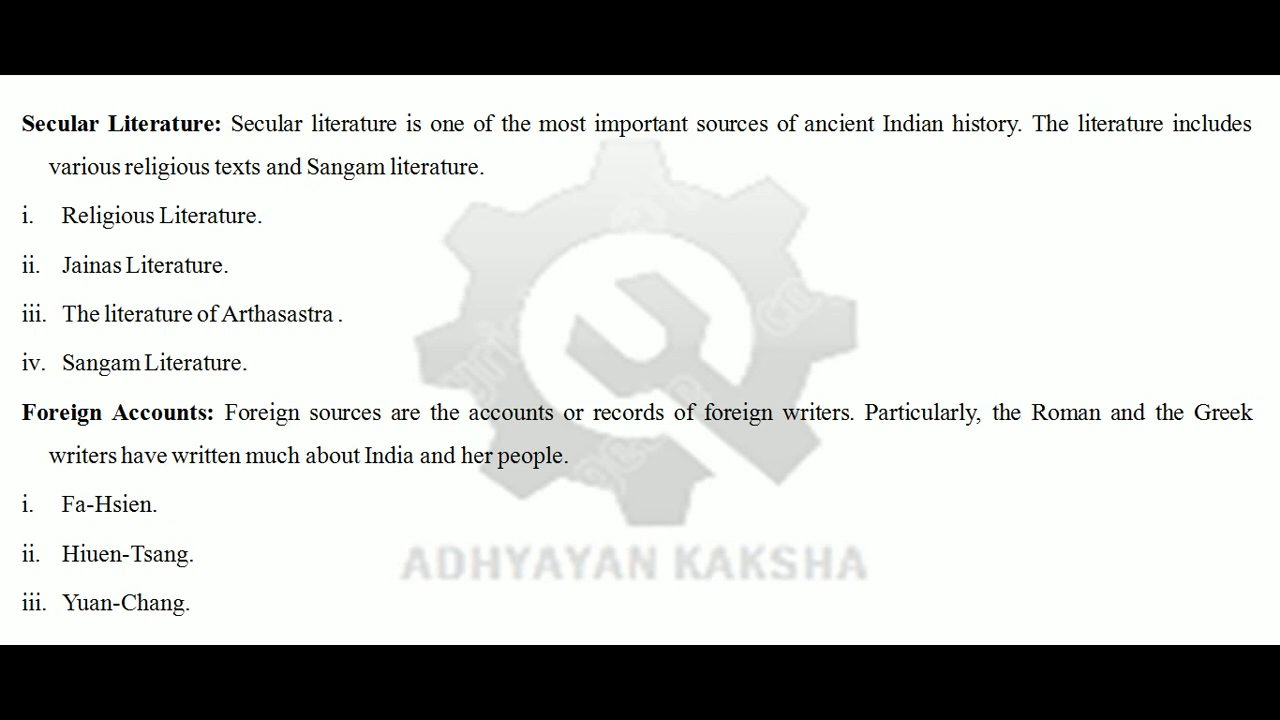 Secular Literature: Secular literature is one of the most important sources of ancient Indian history. The literature includes
various religious texts and Sangam literature.
i. Religious Literature.
ii. Jainas Literature.
iii. The literature of Arthasastra .
iv. Sangam Literature.
Foreign Accounts: Foreign sources are the accounts or records of foreign writers. Particularly, the Roman and the Greek
writers have written much about India and her people.
i. Fa-Hsien.
ii. Hiuen-Tsang.
iii. Yuan-Chang.
ADHYAYAN KAKSHA